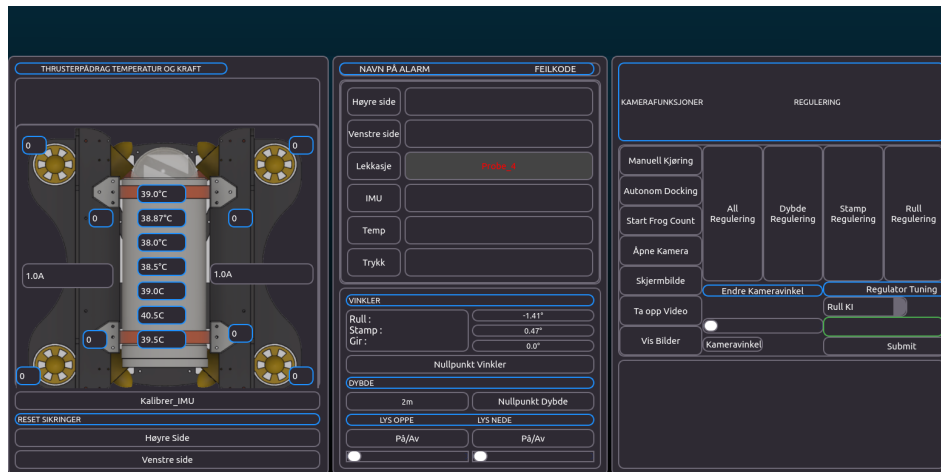 THRUSTERPÅDRAG TEMPERATUR OG KRAFT
0
0
39.0°C
38.87°C
0
0
38.0°C
38.5°C
1.0A
1.0A
39.0C
40.5C
0
39.5C
0
0
0
Kalibrer_IMU
RESET SIKRINGER
Høyre Side
Venstre side
NAVN PÅ ALARM FEILKODE
Høyre side
Venstre side
Lekkasje
IMU
Temp
Trykk
VINKLER
Rull : -1.41°
Stamp : 0.47°
Gir : 0.0°
Nullpunkt Vinkler
DYBDE
2m Nullpunkt Dybde
LYS OPPE LYS NEDE
På/Av På/Av
KAMERAFUNKSJONER REGULERING
Manuell Kjøring
Autonom Docking
Start Frog Count
Åpne Kamera
Skjermbilde
Ta opp Video
Vis Bilder
All
Regulering
Dybde
Regulering
Stamp
Regulering
Rull
Regulering
Endre Kameravinkel
Regulator Tuning
Rull KI
Kameravinkel
Submit